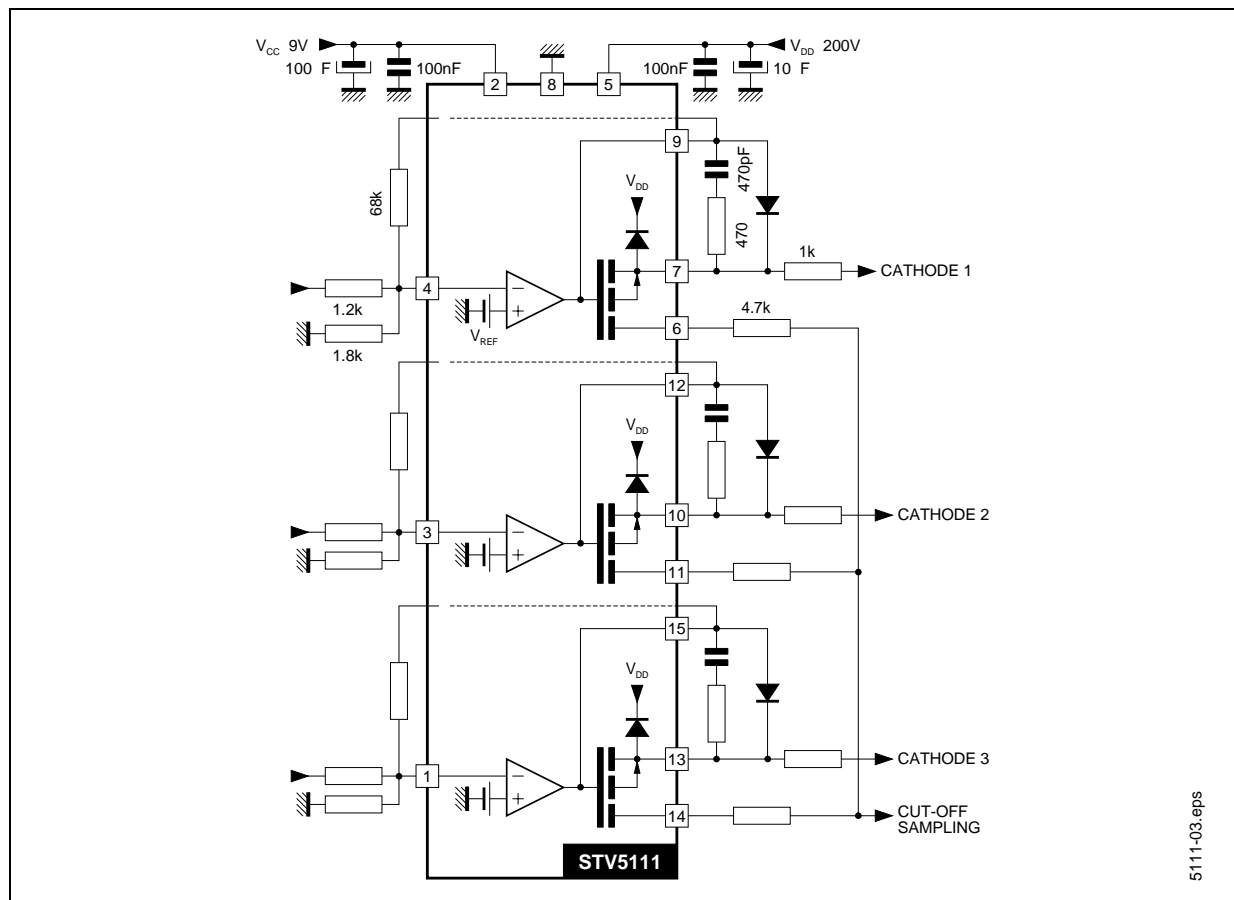 VCC 9V
100 F
100nF
100nF
VDD 200V
10 F
2
8
5
9
68k
470pF
470
VDD
7
1k
CATHODE 1
4
VREF
6
4.7k
1.2k
1.8k
12
VDD
10
CATHODE 2
3
11
15
VDD
13
CATHODE 3
1
14
CUT-OFF
SAMPLING
STV5111
5111-03.eps